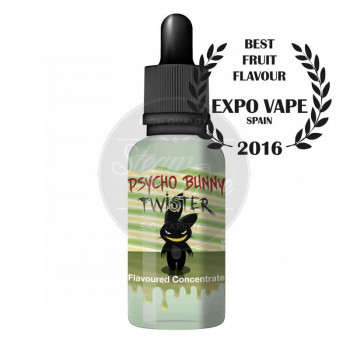 BEST
FRUIT
FLAVOUR
EXPO VAPE
SPAIN
2016
PSYCHO BUNNY
TWISTER
Flavoured Concentrate